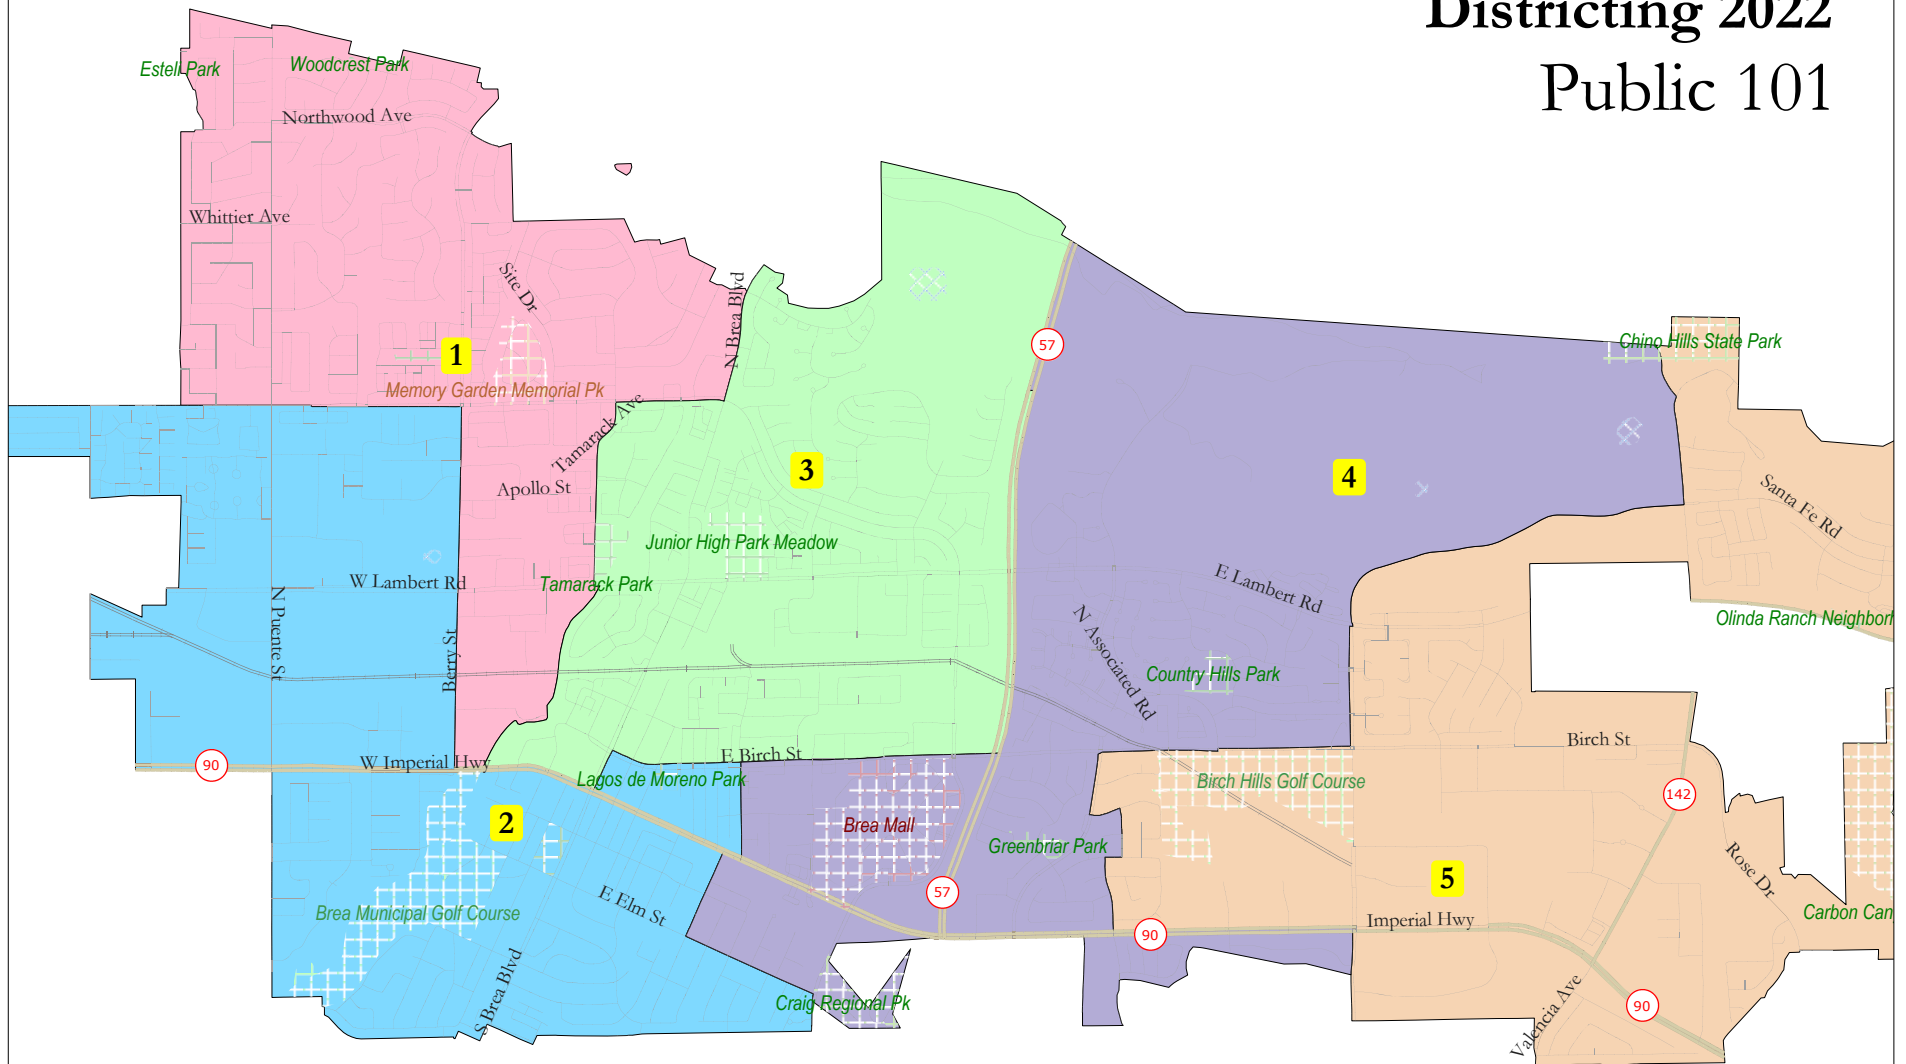 Districting 2022
Public 101
Estell Park
Woodcrest Park
Northwood Ave
Whittier Ave
Site Dr
N Brea Blvd
57
Chino Hills State Park
1
Memory Garden Memorial Pk
Tamarack Ave
Apollo St
3
4
Santa Fe Rd
Junior High Park Meadow
Tamarack Park
W Lambert Rd
E Lambert Rd
N Puente St
Berry St
N Associated Rd
Country Hills Park
Olinda Ranch Neighborh
90
W Imperial Hwy
E Birch St
Birch St
Lagos de Moreno Park
Birch Hills Golf Course
142
2
Brea Mall
Greenbriar Park
57
5
Rose Dr
Brea Municipal Golf Course
E Elm St
90
Imperial Hwy
Carbon Can
S Brea Blvd
Craig Regional Pk
Valencia Ave
90